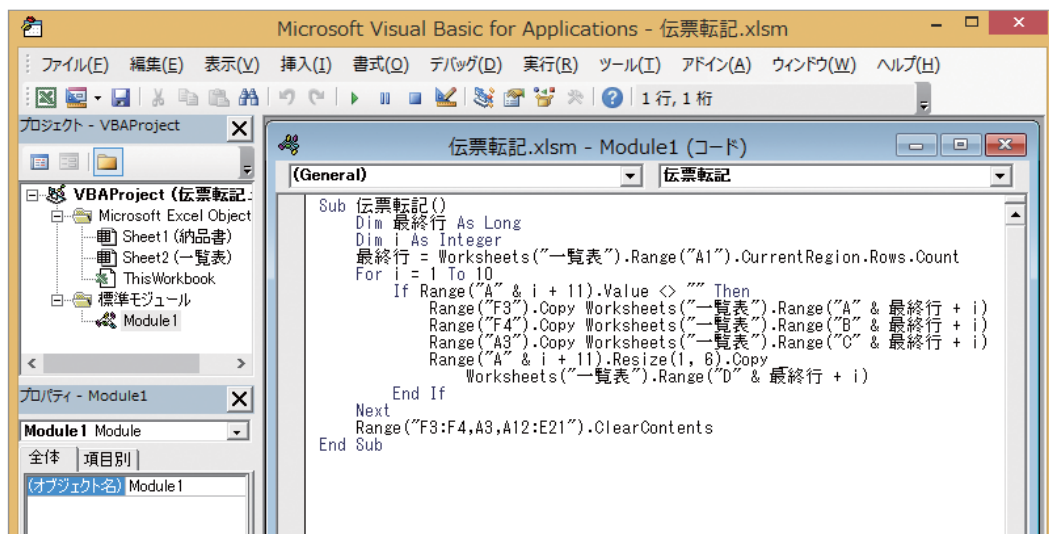 Microsoft Visual Basic for Applications - 伝票転記.xlsm
ファイル(F) 編集(E) 表示(V) 挿入(I) 書式(O) デバッグ(D) 実行(R) ツール(T) アドイン(A) ウィンドウ(W) ヘルプ(H)
1 行, 1 桁
プロジェクト - VBAProject
VBAProject (伝票転記.
Microsoft Excel Object
Sheet1 (納品書)
Sheet2 (一覧表)
ThisWorkbook
標準モジュール
Module1
プロパティ - Module1
Module1 Module
全体 項目別
(オブジェクト名) Module1
伝票転記.xlsm - Module1 (コード)
(General) 伝票転記
Sub 伝票転記()
    Dim 最終行 As Long
    Dim i As Integer
    最終行 = Worksheets("一覧表").Range("A1").CurrentRegion.Rows.Count
    For i = 1 To 10
        If Range("A" & i + 11).Value <> "" Then
            Range("F3").Copy Worksheets("一覧表").Range("A" & 最終行 + i)
            Range("F4").Copy Worksheets("一覧表").Range("B" & 最終行 + i)
            Range("A3").Copy Worksheets("一覧表").Range("C" & 最終行 + i)
            Range("A" & i + 11).Resize(1, 6).Copy
                Worksheets("一覧表").Range("D" & 最終行 + i)
        End If
    Next
    Range("F3:F4,A3,A12:E21").ClearContents
End Sub